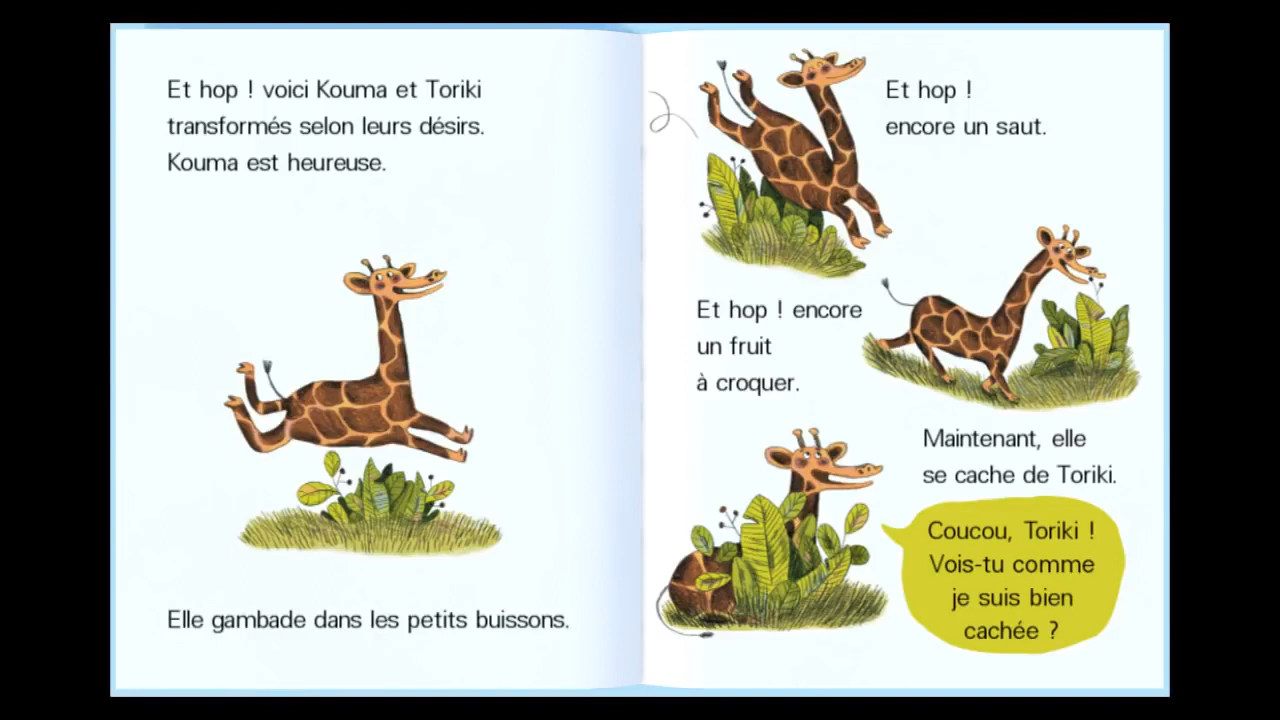 Et hop ! voici Kouma et Toriki
transformés selon leurs désirs.
Kouma est heureuse.
Elle gambade dans les petits buissons.
Et hop !
encore un saut.
Et hop ! encore
un fruit
à croquer.
Maintenant, elle
se cache de Toriki.
Coucou, Toriki !
Vois-tu comme
je suis bien
cachée ?